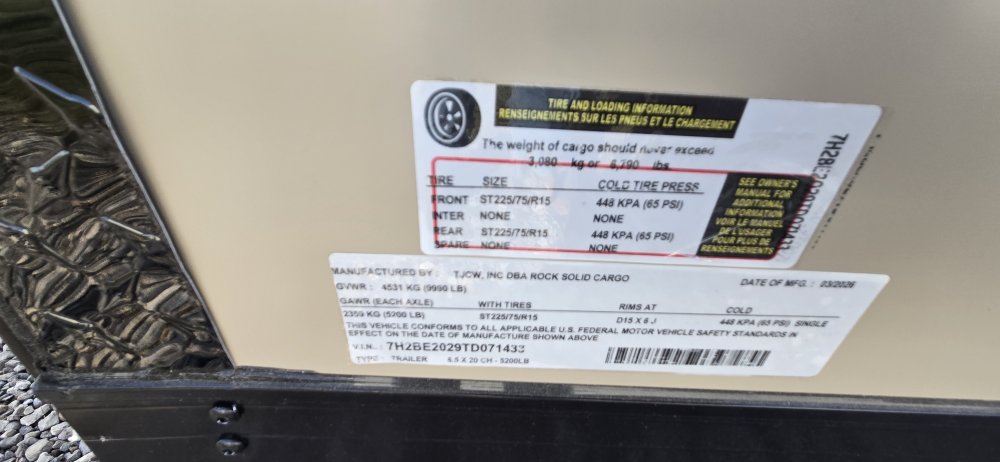 TIRE AND LOADING INFORMATION
RENSEIGNEMENTS SUR LES PNEUS ET LE CHARGEMENT
The weight of cargo should never exceed
3,080 kg or 6,790 lbs
TIRE SIZE COLD TIRE PRESS
FRONT ST225/75/R15 448 KPA (65 PSI)
INTER NONE NONE
REAR ST225/75/R15 448 KPA (65 PSI)
SPARE NONE NONE
SEE OWNER'S
MANUAL FOR
ADDITIONAL
INFORMATION
VOIR LE MANUEL
DE L'USAGER
POUR PLUS DE
RENSEIGNEMENTS
MANUFACTURED BY : TJCW, INC DBA ROCK SOLID CARGO DATE OF MFG. : 03/2026
GVWR : 4531 KG (9990 LB)
GAWR (EACH AXLE) WITH TIRES RIMS AT COLD
2359 KG (5200 LB) ST225/75/R15 D15 X 6 J 448 KPA (65 PSI) SINGLE
THIS VEHICLE CONFORMS TO ALL APPLICABLE U.S. FEDERAL MOTOR VEHICLE SAFETY STANDARDS IN
EFFECT ON THE DATE OF MANUFACTURE SHOWN ABOVE
V.I.N. : 7H2BE2029TD071433
TYPE : TRAILER 8.5 X 20 CH - 5200LB